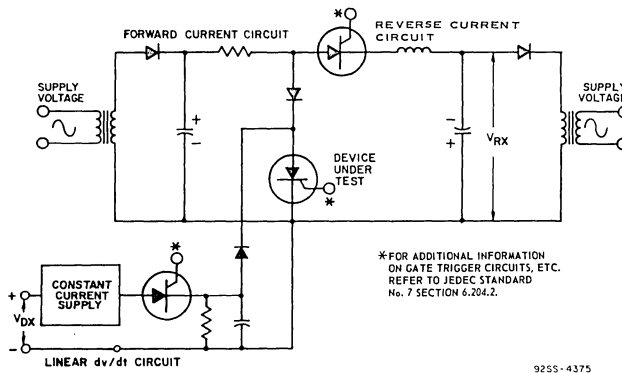 FORWARD CURRENT CIRCUIT
*
REVERSE CURRENT
CIRCUIT
SUPPLY
VOLTAGE
+
-
-
+
VRX
SUPPLY
VOLTAGE
DEVICE
UNDER
TEST
*
*
CONSTANT
CURRENT
SUPPLY
+
VDX
-
LINEAR dv/dt CIRCUIT
*FOR ADDITIONAL INFORMATION
ON GATE TRIGGER CIRCUITS, ETC.
REFER TO JEDEC STANDARD
No. 7 SECTION 6.204.2.
92SS-4375